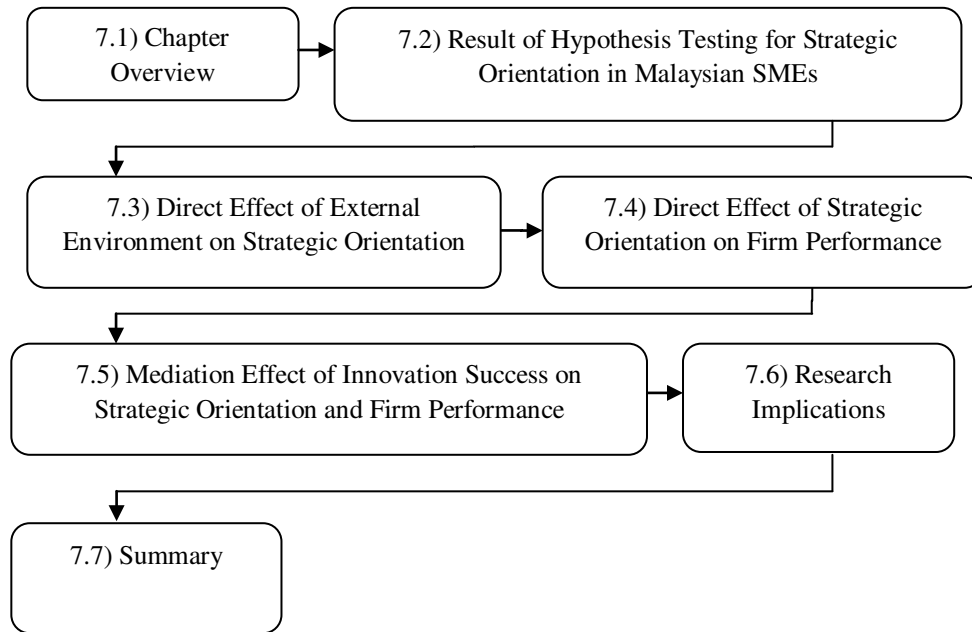 7.1) Chapter
Overview
7.2) Result of Hypothesis Testing for Strategic
Orientation in Malaysian SMEs
7.3) Direct Effect of External
Environment on Strategic Orientation
7.4) Direct Effect of Strategic
Orientation on Firm Performance
7.5) Mediation Effect of Innovation Success on
Strategic Orientation and Firm Performance
7.6) Research
Implications
7.7) Summary